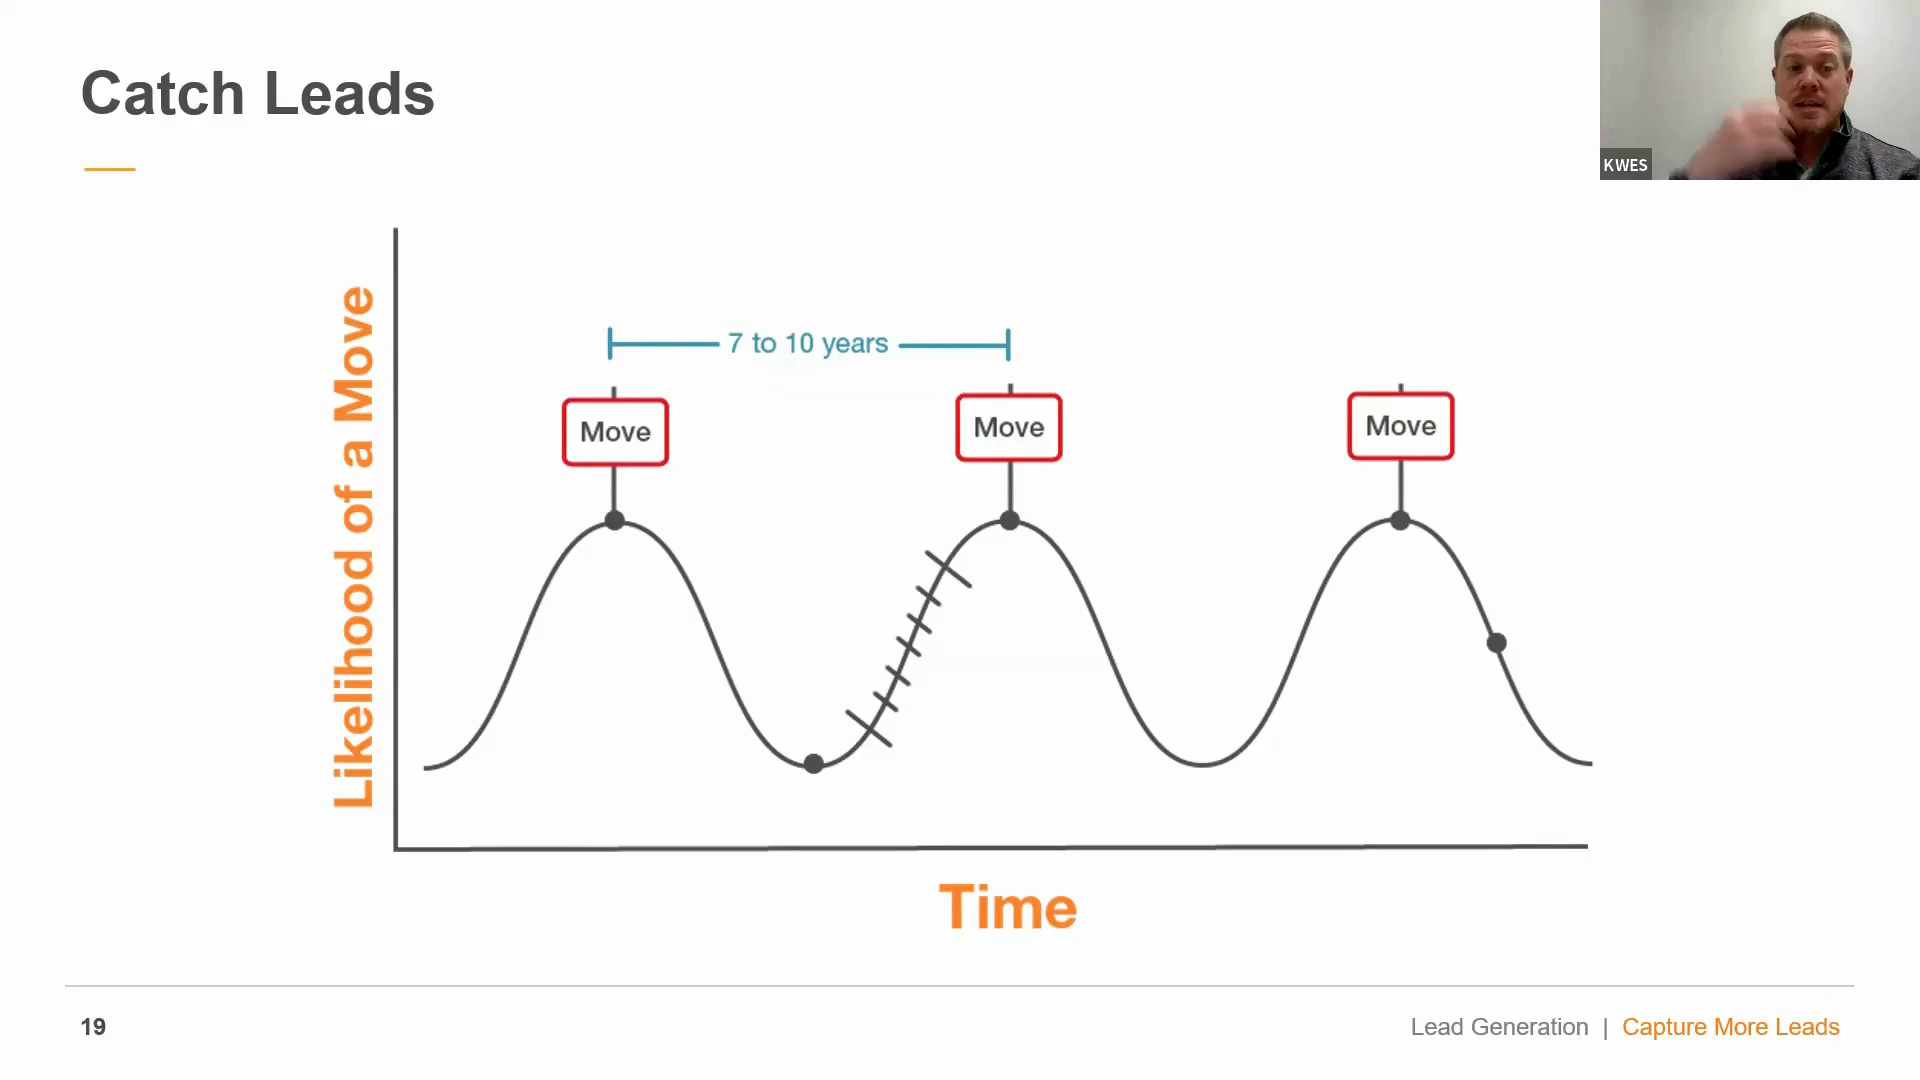 Catch Leads
KWES
Likelihood of a Move
7 to 10 years
Move
Move
Move
Time
19
Lead Generation | Capture More Leads